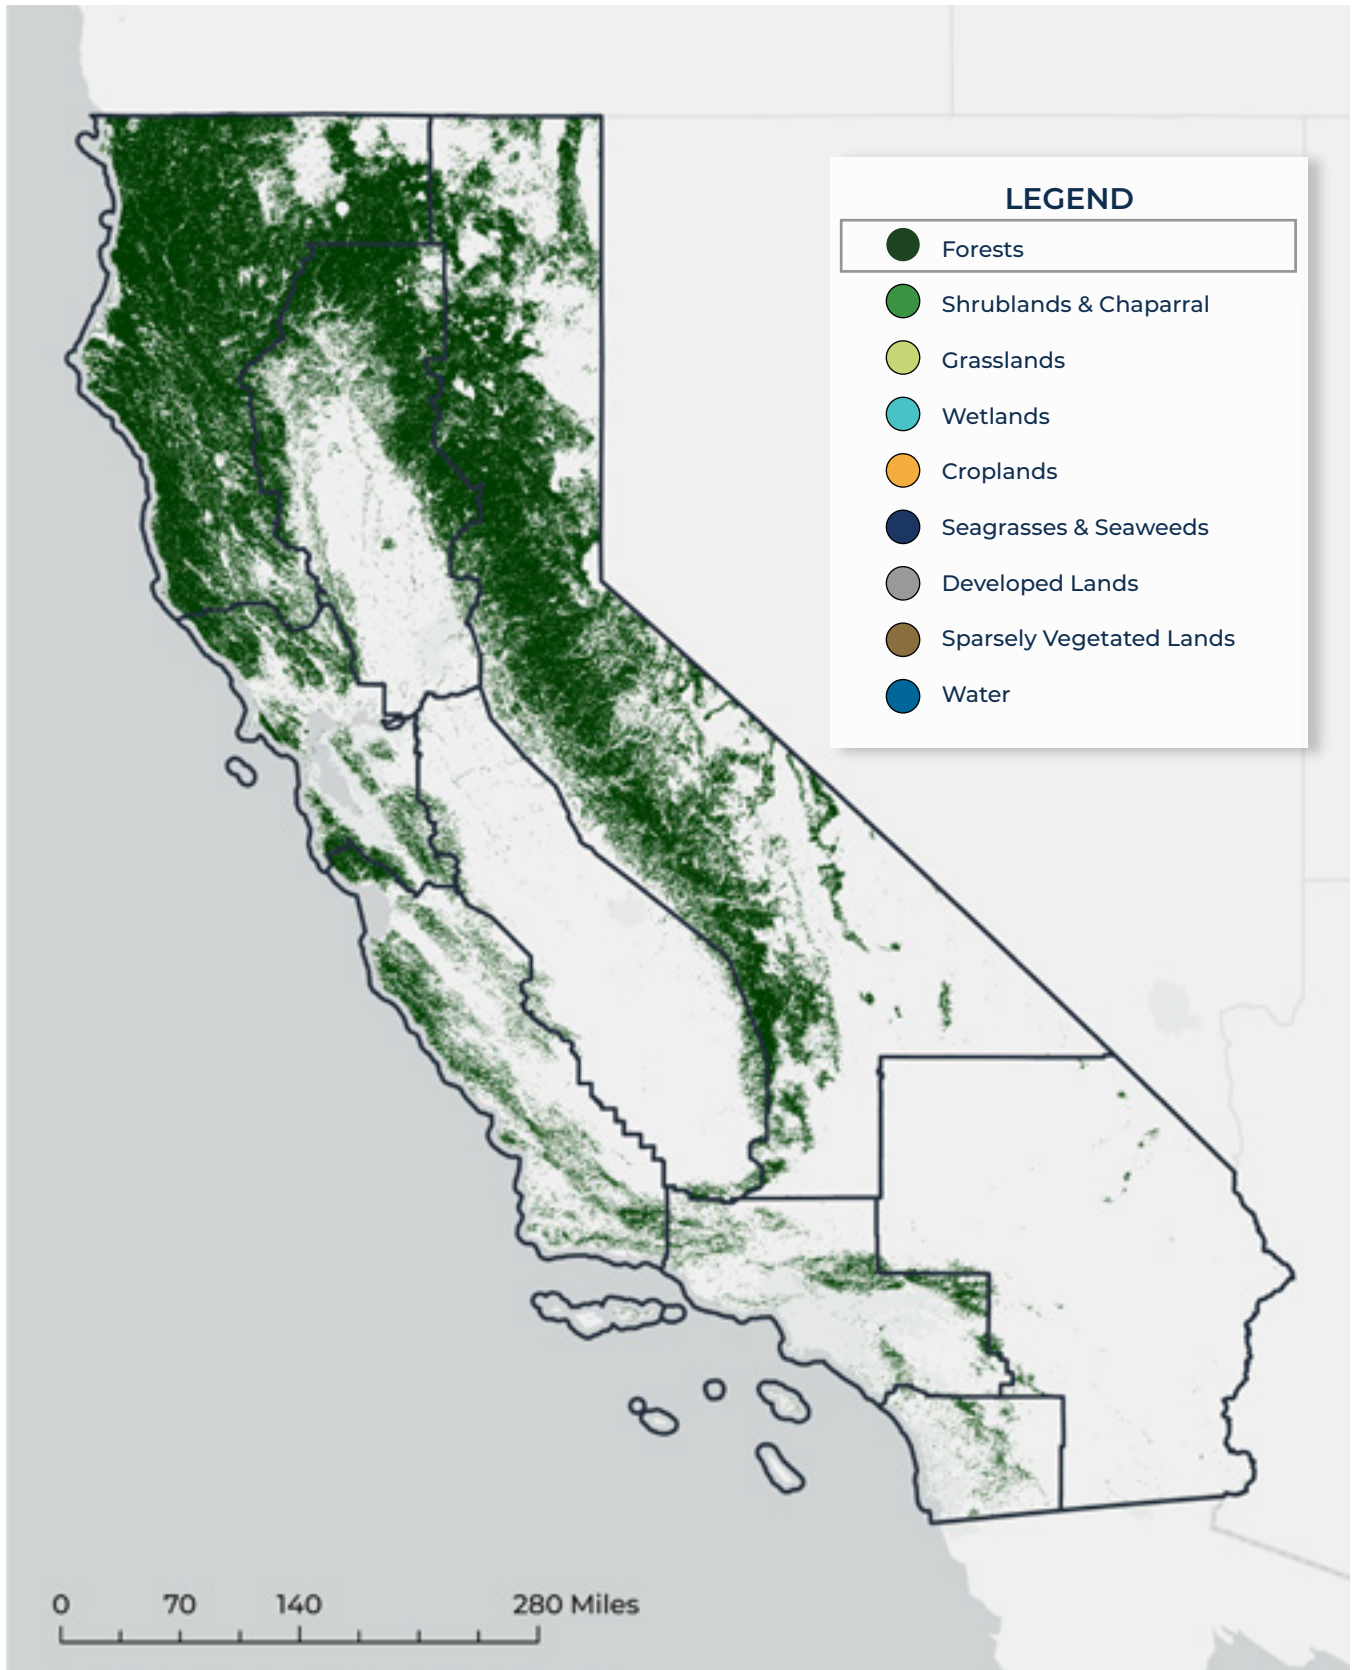 LEGEND
Forests
Shrublands & Chaparral
Grasslands
Wetlands
Croplands
Seagrasses & Seaweeds
Developed Lands
Sparsely Vegetated Lands
Water
0 70 140 280 Miles